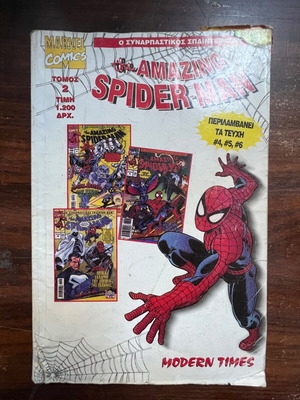 MARVEL
COMICS
Ο ΣΥΝΑΡΠΑΣΤΙΚΟΣ ΣΠΑΙΝΤΕΡ
the AMAZING
SPIDER-MAN
ΤΟΜΟΣ
2
ΤΙΜΗ
1.200
ΔΡΧ.
ΠΕΡΙΛΑΜΒΑΝΕΙ
ΤΑ ΤΕΥΧΗ
#4, #5, #6
MODERN TIMES